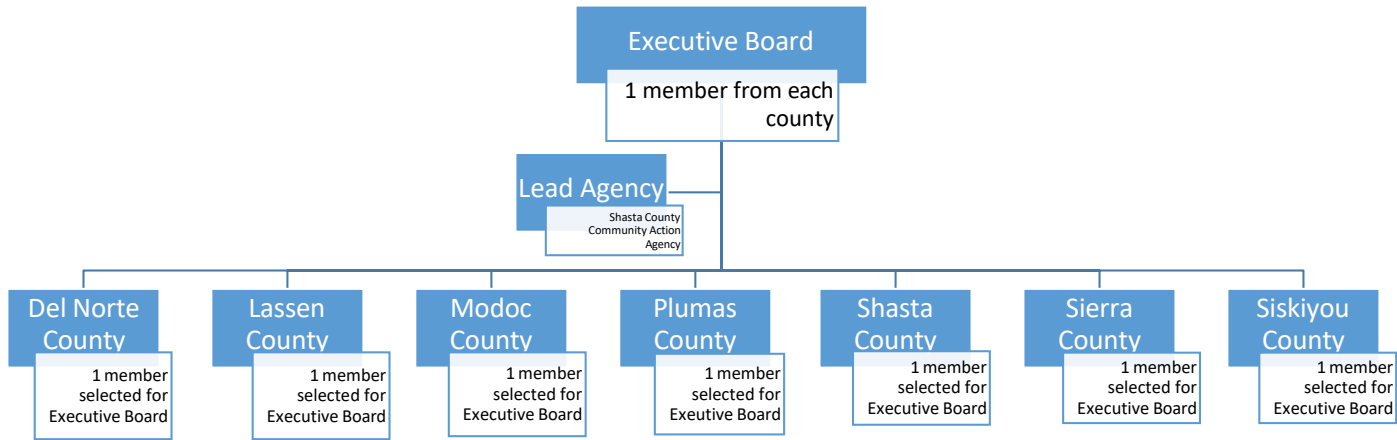 Executive Board
1 member from each
county
Lead Agency
Shasta County
Community Action
Agency
Del Norte
County
1 member
selected for
Executive Board
Lassen
County
1 member
selected for
Executive Board
Modoc
County
1 member
selected for
Executive Board
Plumas
County
1 member
selected for
Exeutive Board
Shasta
County
1 member
selected for
Executive Board
Sierra
County
1 member
selected for
Executive Board
Siskiyou
County
1 member
selected for
Executive Board